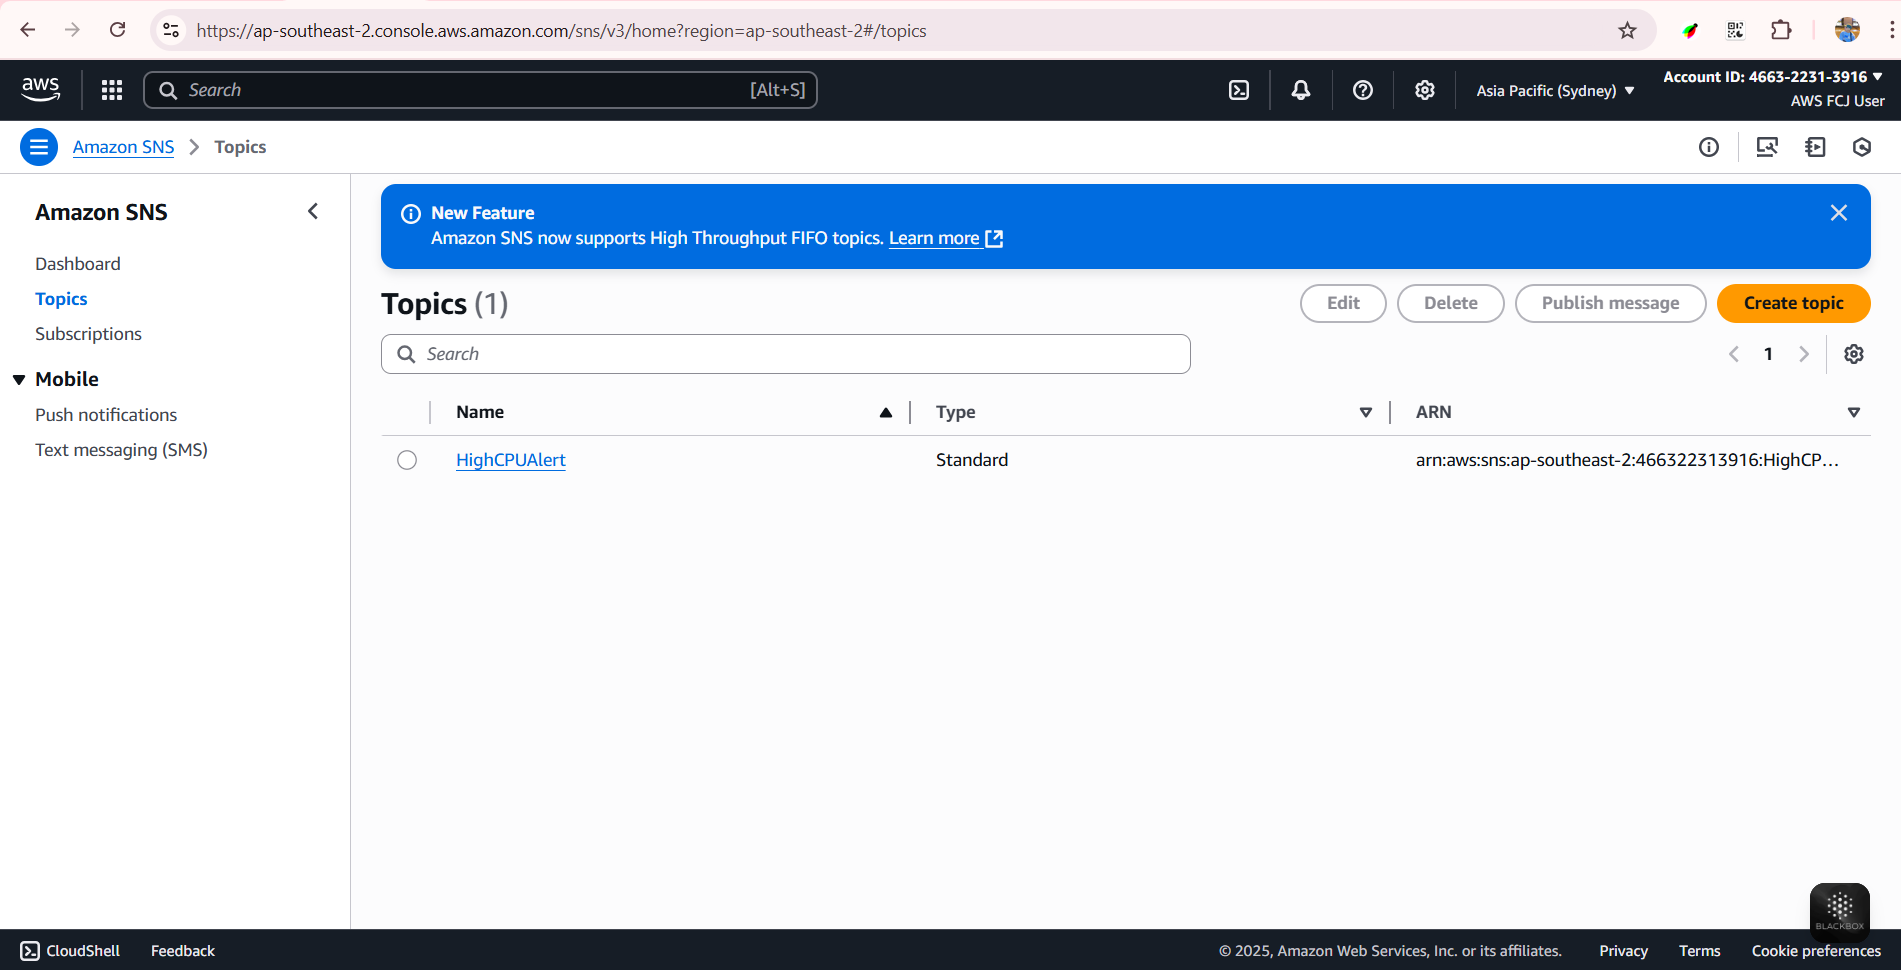 https://ap-southeast-2.console.aws.amazon.com/sns/v3/home?region=ap-southeast-2#/topics
aws
Search
[Alt+S]
Asia Pacific (Sydney)
Account ID: 4663-2231-3916
AWS FCJ User
Amazon SNS
Topics
Amazon SNS
Dashboard
Topics
Subscriptions
Mobile
Push notifications
Text messaging (SMS)
New Feature
Amazon SNS now supports High Throughput FIFO topics. Learn more
Topics (1)
Edit
Delete
Publish message
Create topic
Search
1
Name
Type
ARN
HighCPUAlert
Standard
arn:aws:sns:ap-southeast-2:466322313916:HighCP…
BLACKBOX
CloudShell
Feedback
© 2025, Amazon Web Services, Inc. or its affiliates.
Privacy
Terms
Cookie preferences